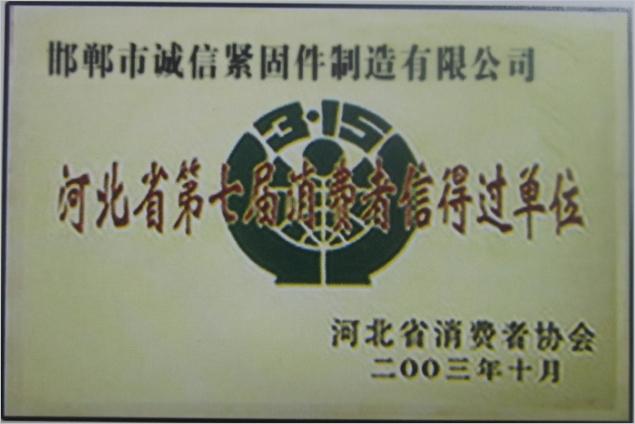 邯郸市诚信紧固件制造有限公司
3·15
河北省第七届消费者信得过单位
河北省消费者协会
二00三年十月